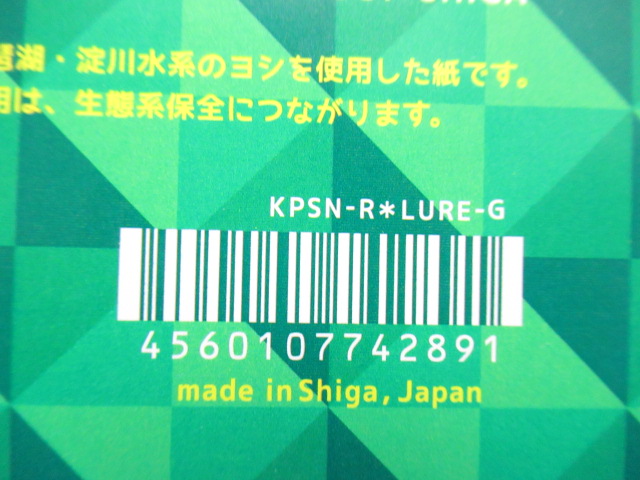 湖・淀川水系のヨシを使用した紙です。
用は、生態系保全につながります。
KPSN-R*LURE-G
4560107742891
made in Shiga, Japan